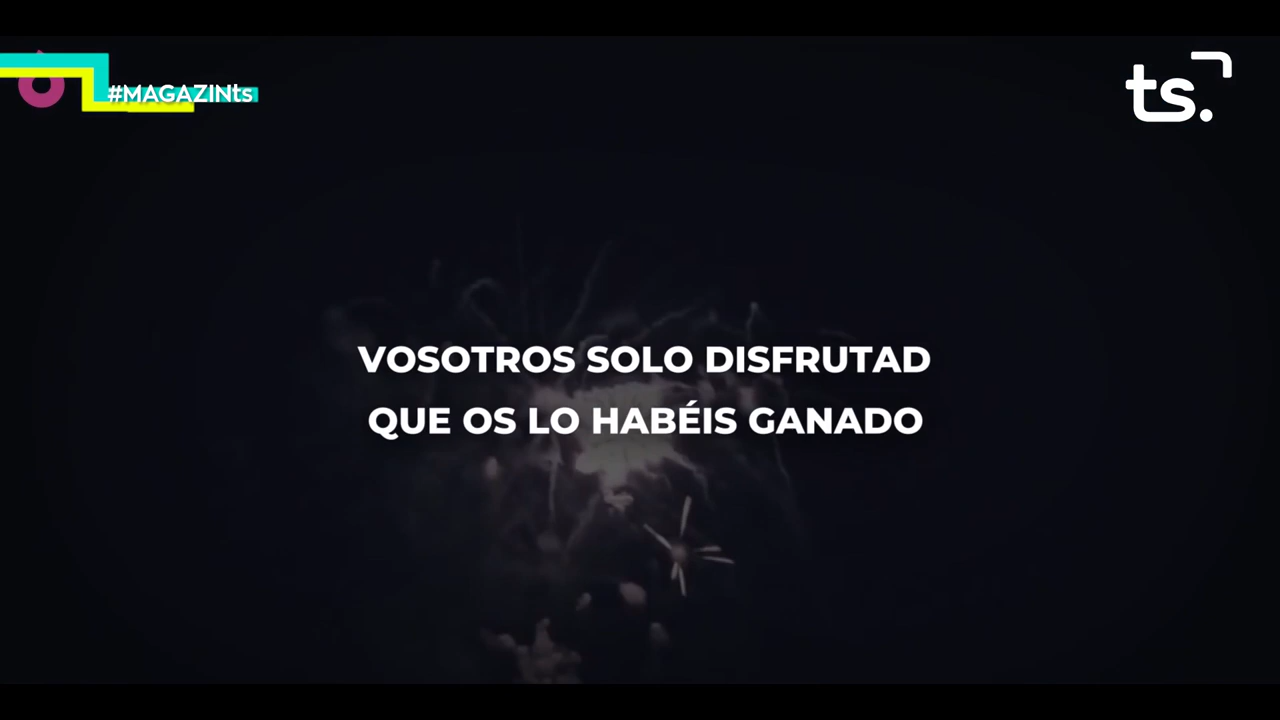 #MAGAZINts
ts.
VOSOTROS SOLO DISFRUTAD
QUE OS LO HABÉIS GANADO